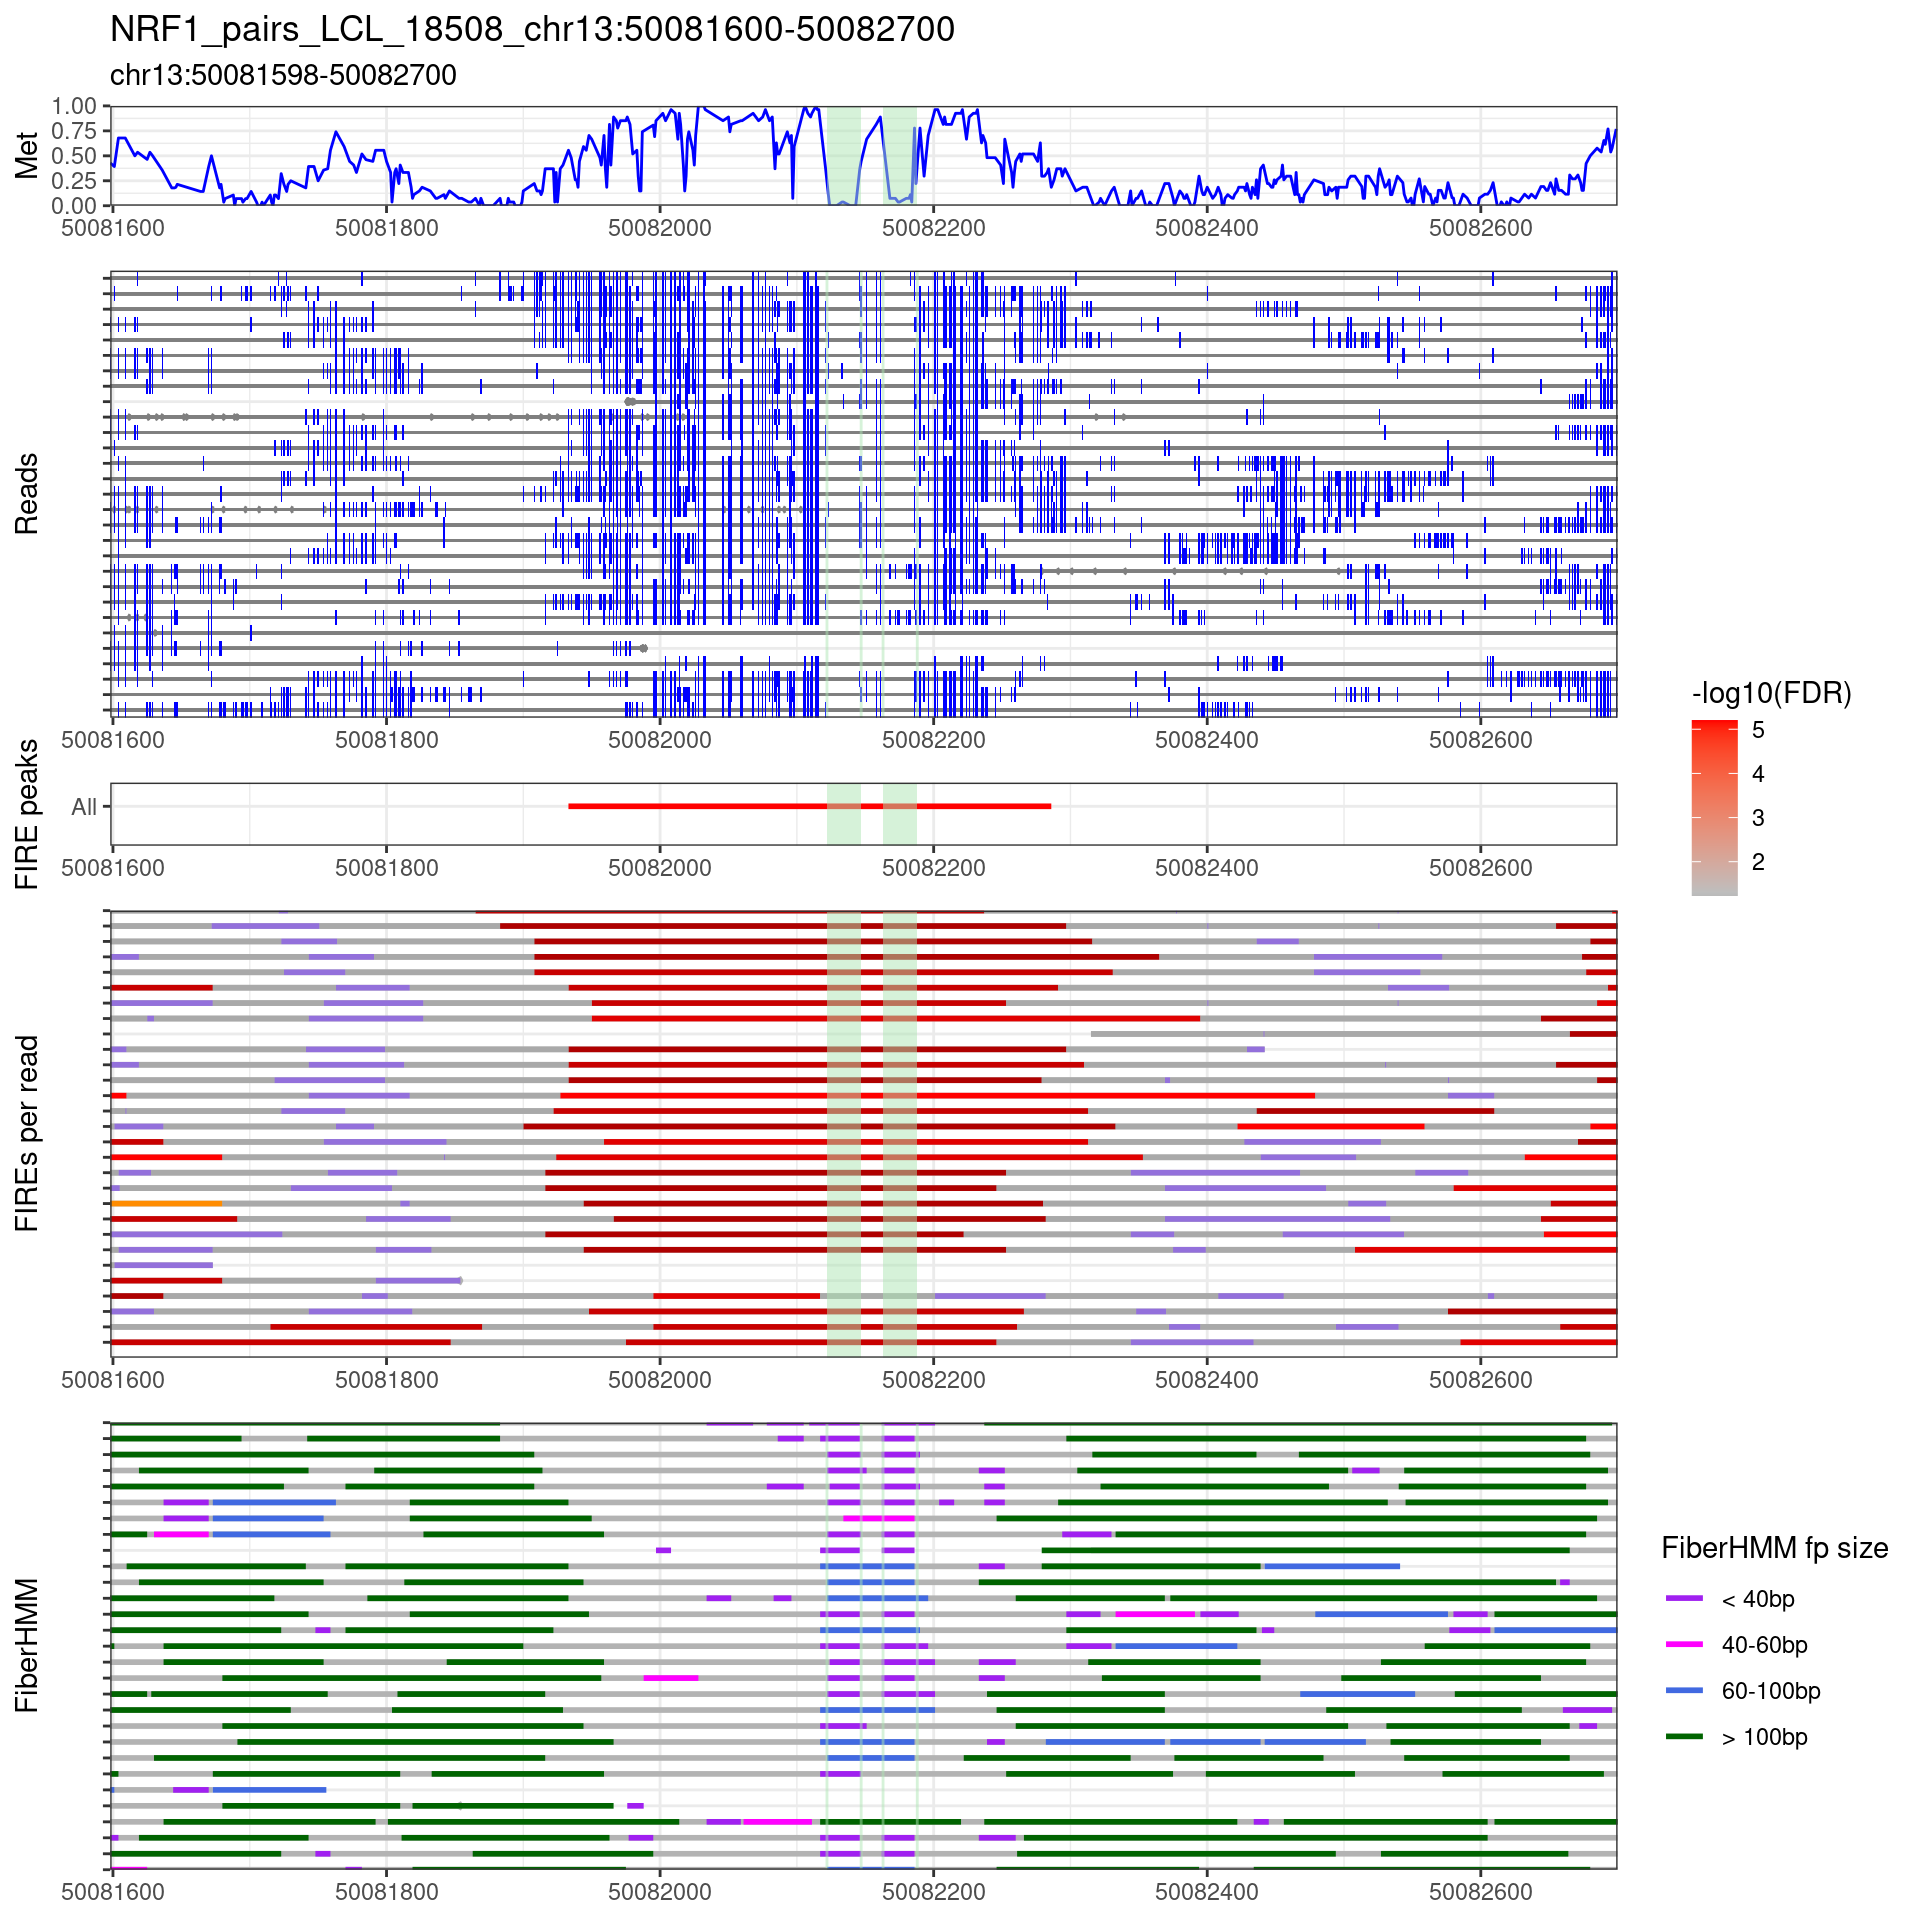 NRF1_pairs_LCL_18508_chr13:50081600-50082700
chr13:50081598-50082700
Met
1.00
0.75
0.50
0.25
0.00
50081600 50081800 50082000 50082200 50082400 50082600
Reads
50081600 50081800 50082000 50082200 50082400 50082600
FIRE peaks
All
50081600 50081800 50082000 50082200 50082400 50082600
-log10(FDR)
5
4
3
2
FIREs per read
50081600 50081800 50082000 50082200 50082400 50082600
FiberHMM
50081600 50081800 50082000 50082200 50082400 50082600
FiberHMM fp size
< 40bp
40-60bp
60-100bp
> 100bp